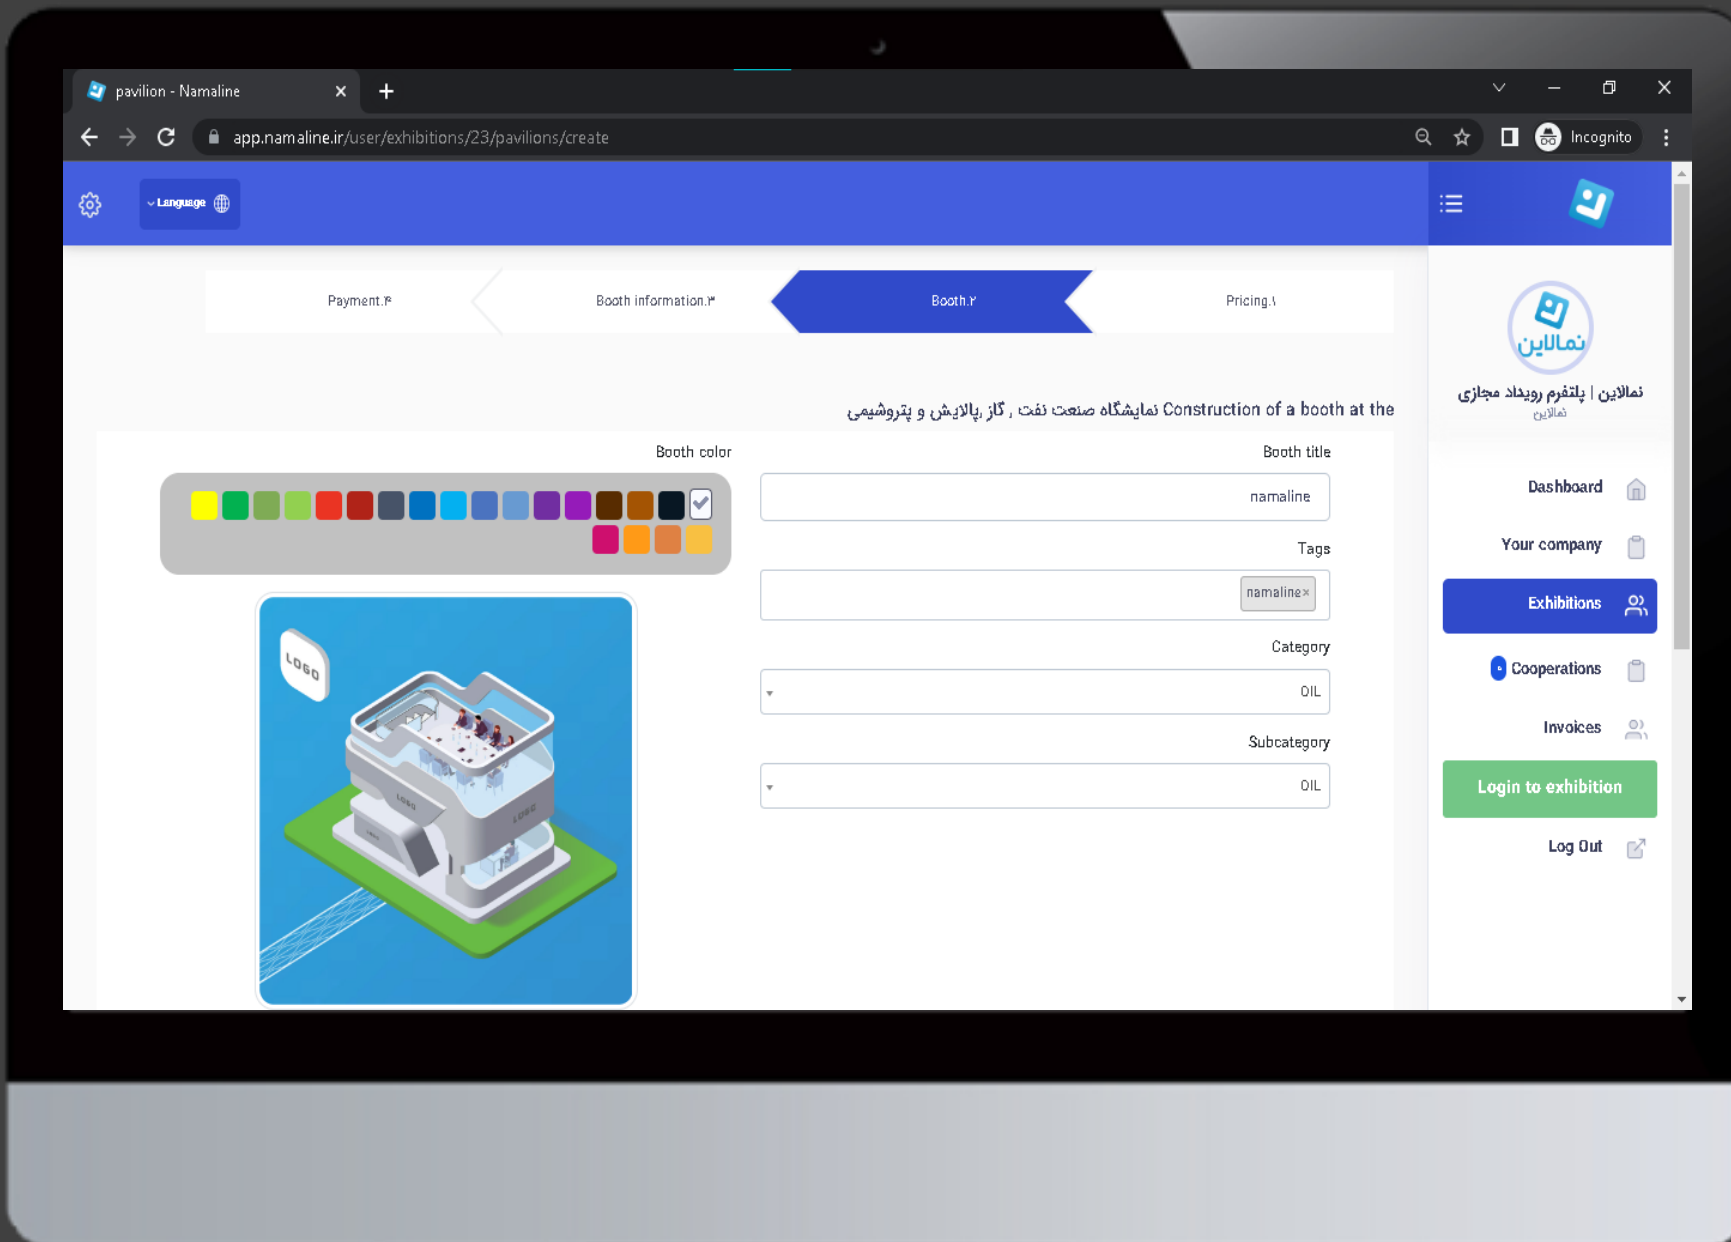 pavilion - Namaline
app.namaline.ir/user/exhibitions/23/pavilions/create
Incognito
Language
Pricing.۱
Booth.۲
Booth information.۳
Payment.۴
نمالاین
نمالاین | پلتفرم رویداد مجازی
نمالاین
Dashboard
Your company
Exhibitions
Cooperations
Invoices
Login to exhibition
Log Out
Construction of a booth at the نمایشگاه صنعت نفت , گاز ,پالایش و پتروشیمی
Booth title
namaline
Tags
namaline×
Category
OIL
Subcategory
OIL
Booth color
LOGO
LOGO
LOGO
LOGO